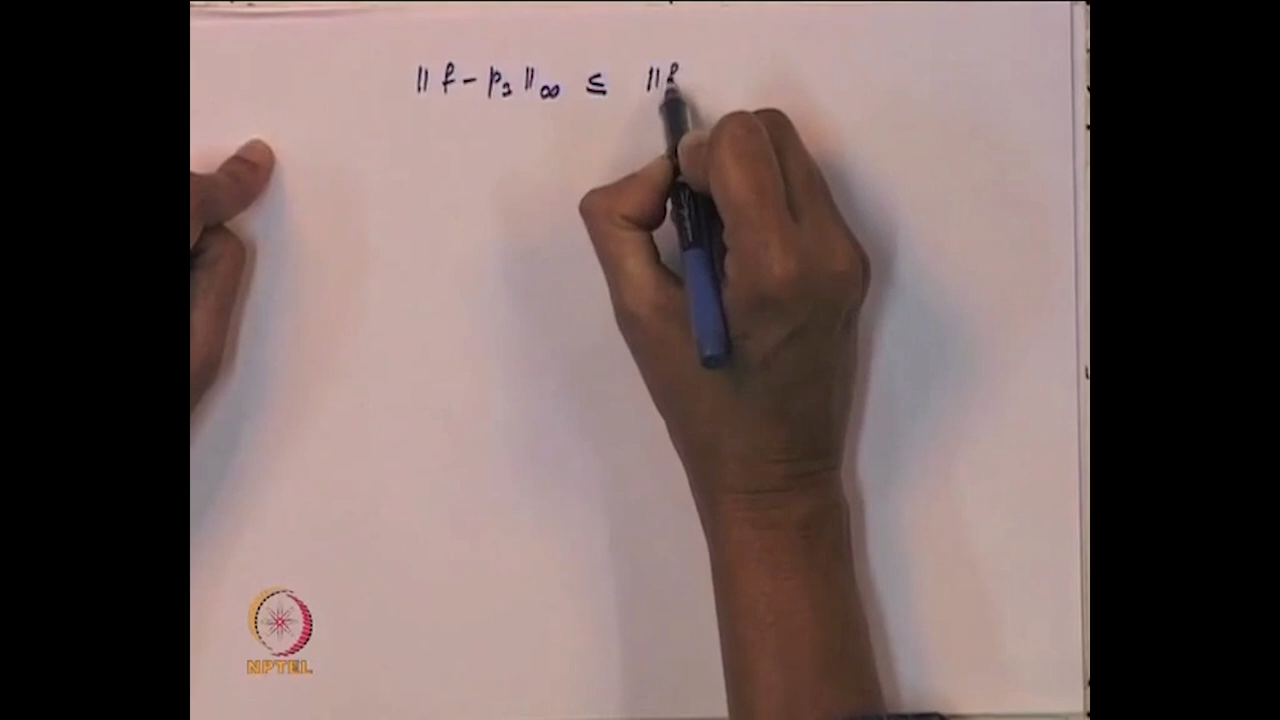 ‖ f - p₃ ‖∞ ≤ ‖ f
NPTEL